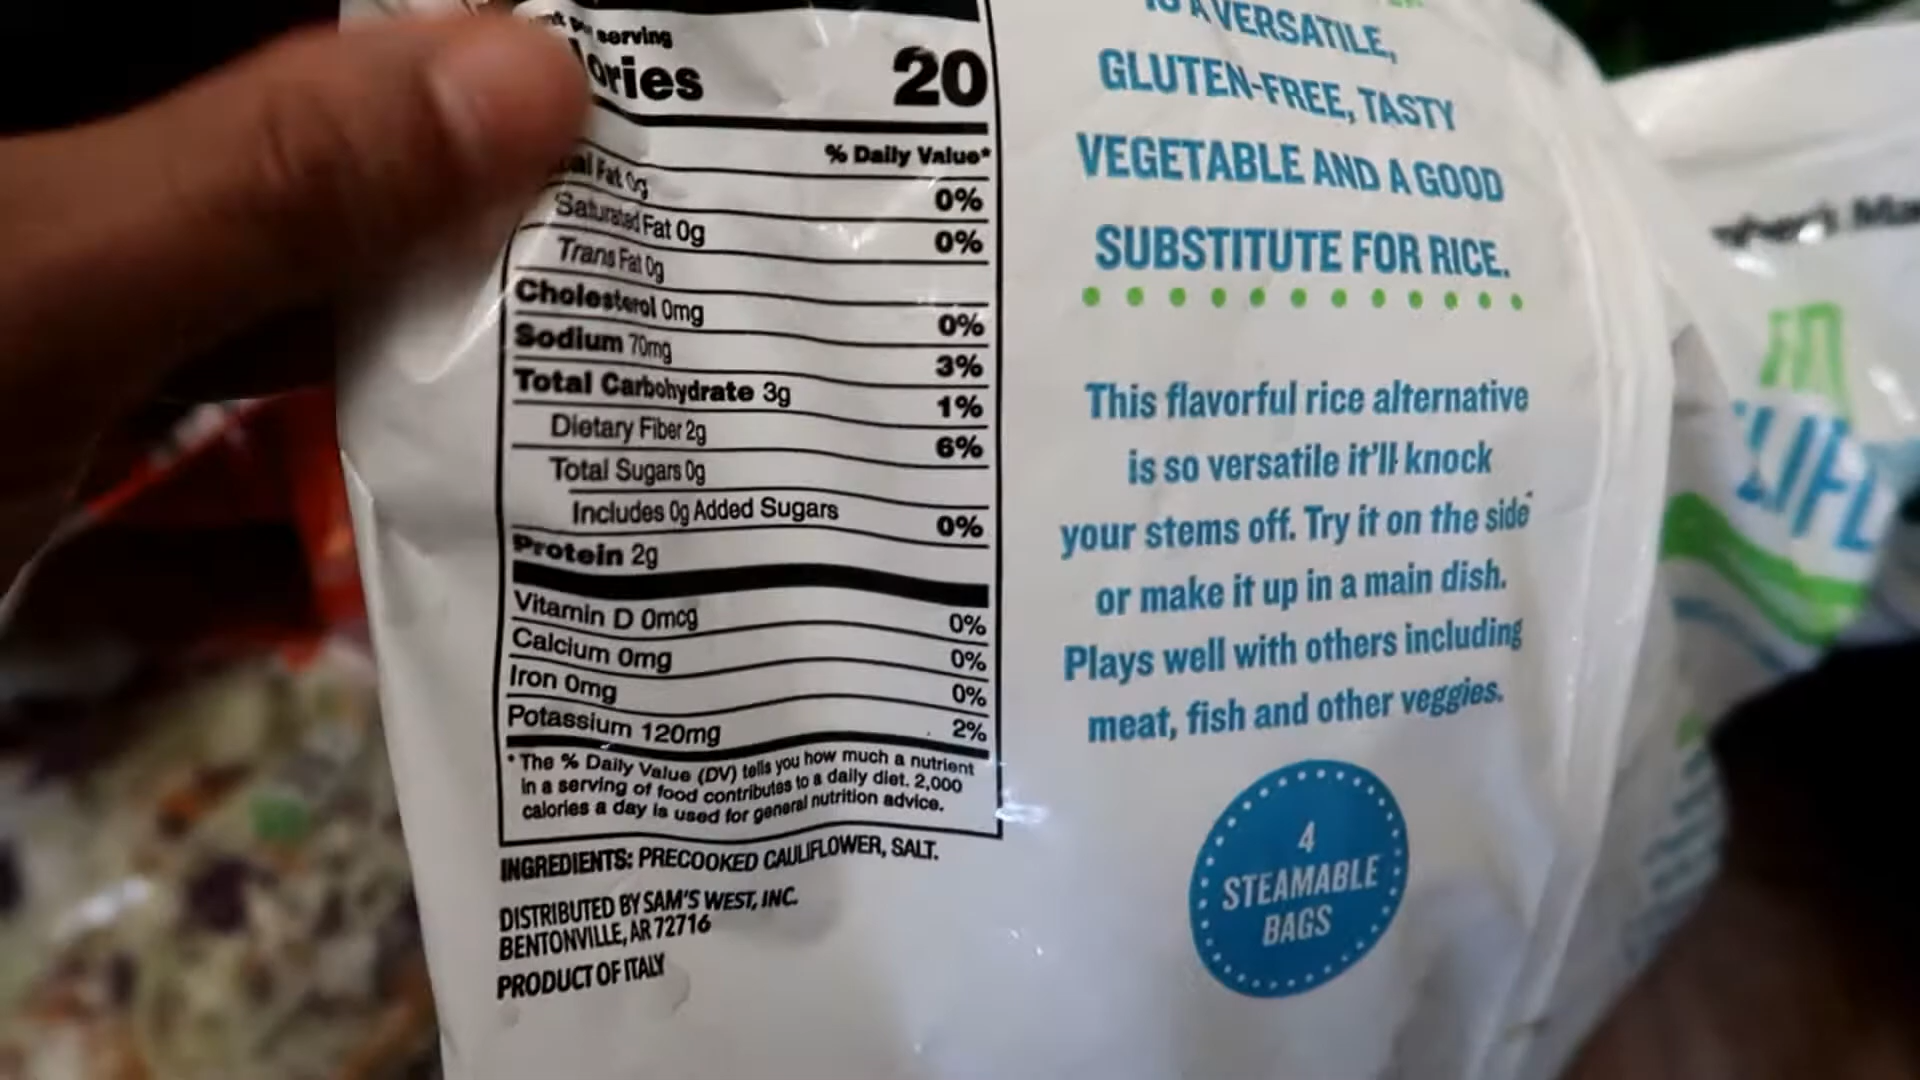 serving
ories 20
% Daily Value*
al Fat 0g 0%
Saturated Fat 0g 0%
Trans Fat 0g
Cholesterol 0mg 0%
Sodium 70mg 3%
Total Carbohydrate 3g 1%
Dietary Fiber 2g 6%
Total Sugars 0g
Includes 0g Added Sugars 0%
Protein 2g
Vitamin D 0mcg 0%
Calcium 0mg 0%
Iron 0mg 0%
Potassium 120mg 2%
* The % Daily Value (DV) tells you how much a nutrient
in a serving of food contributes to a daily diet. 2,000
calories a day is used for general nutrition advice.
INGREDIENTS: PRECOOKED CAULIFLOWER, SALT.
DISTRIBUTED BY SAM'S WEST, INC.
BENTONVILLE, AR 72716
PRODUCT OF ITALY
IS A VERSATILE,
GLUTEN-FREE, TASTY
VEGETABLE AND A GOOD
SUBSTITUTE FOR RICE.
This flavorful rice alternative
is so versatile it'll knock
your stems off. Try it on the side
or make it up in a main dish.
Plays well with others including
meat, fish and other veggies.
4
STEAMABLE
BAGS